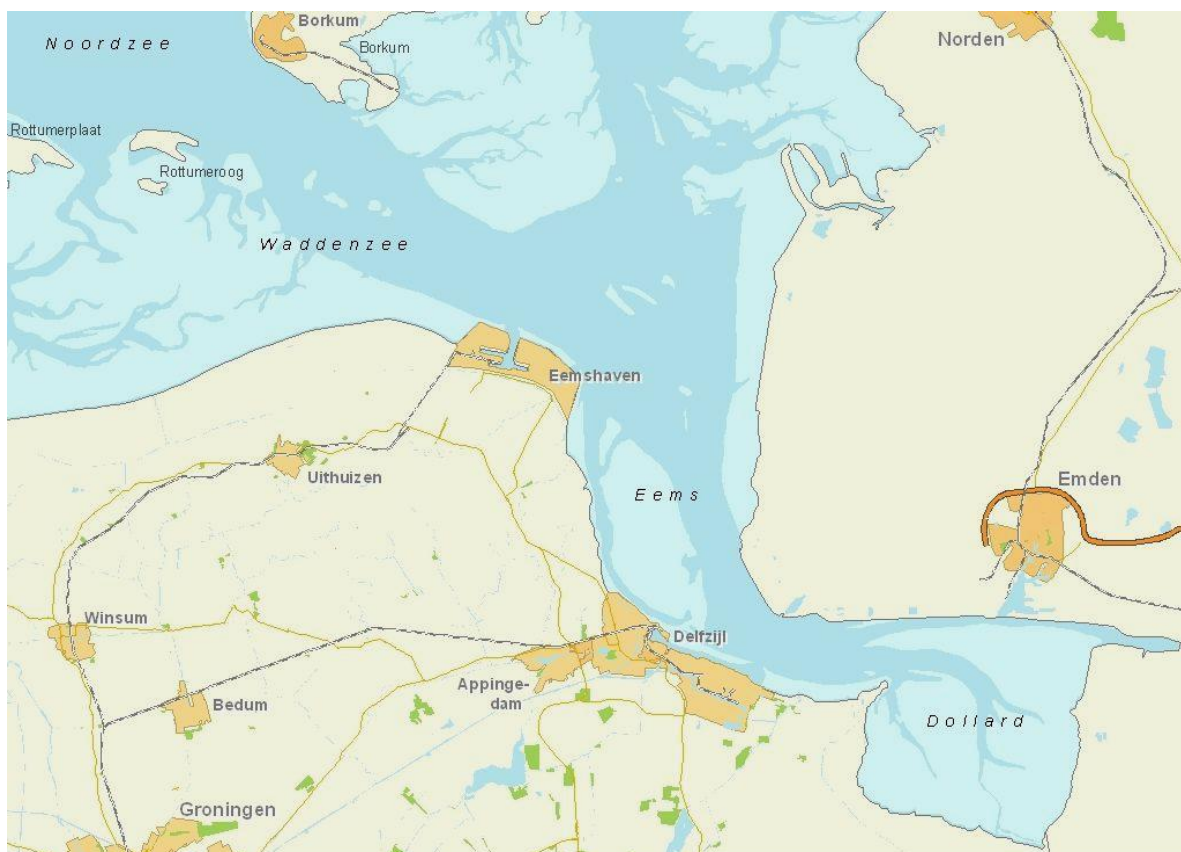 Borkum
Noordzee
Norden
Borkum
Rottumerplaat
Rottumeroog
Waddenzee
Eemshaven
Uithuizen
Emden
Eems
Winsum
Delfzijl
Appinge-
dam
Bedum
Dollard
Groningen